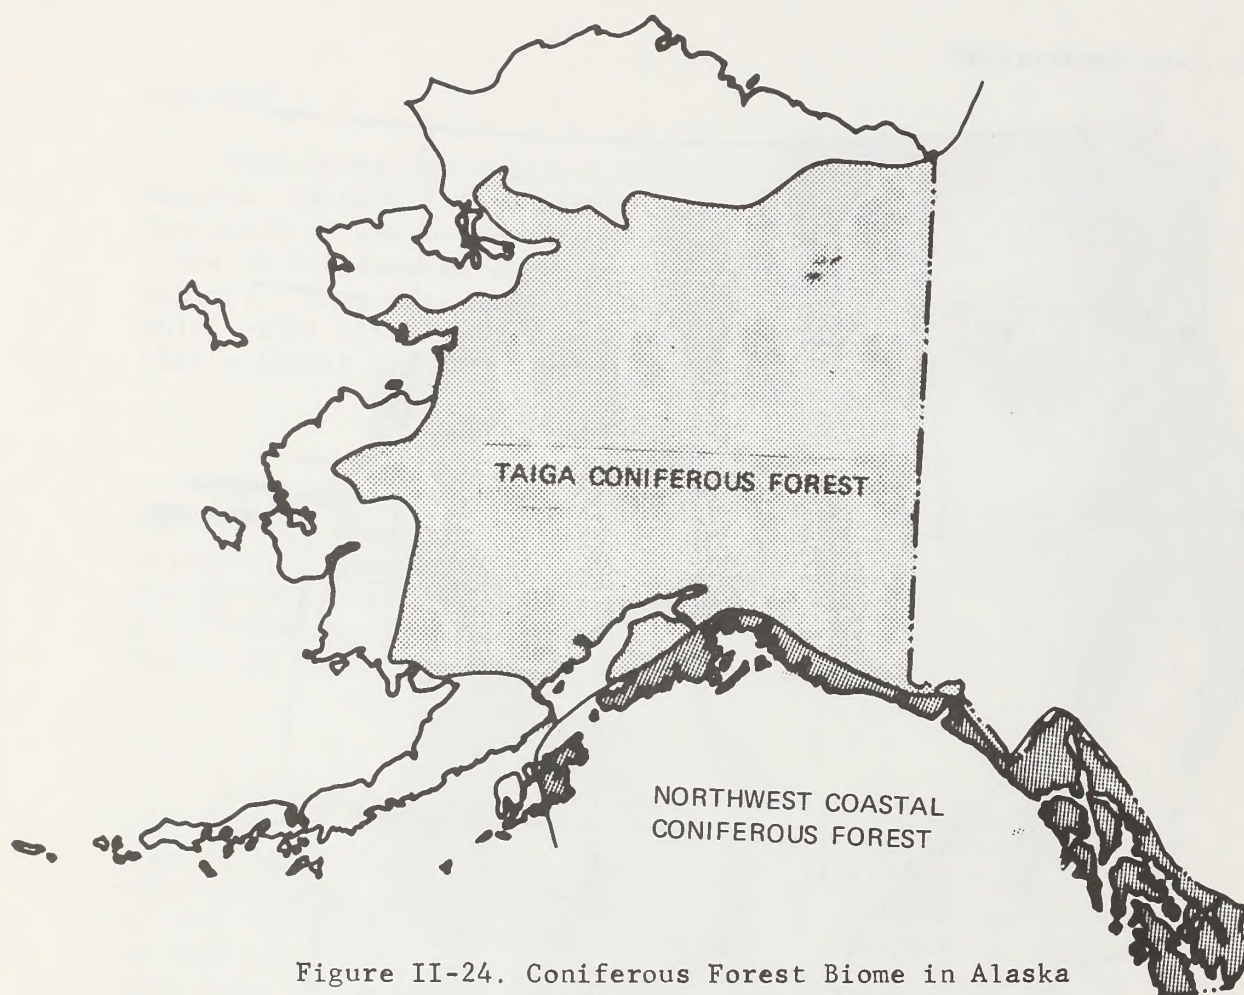 TAIGA CONIFEROUS FOREST
NORTHWEST COASTAL
CONIFEROUS FOREST
Figure II-24. Coniferous Forest Biome in Alaska